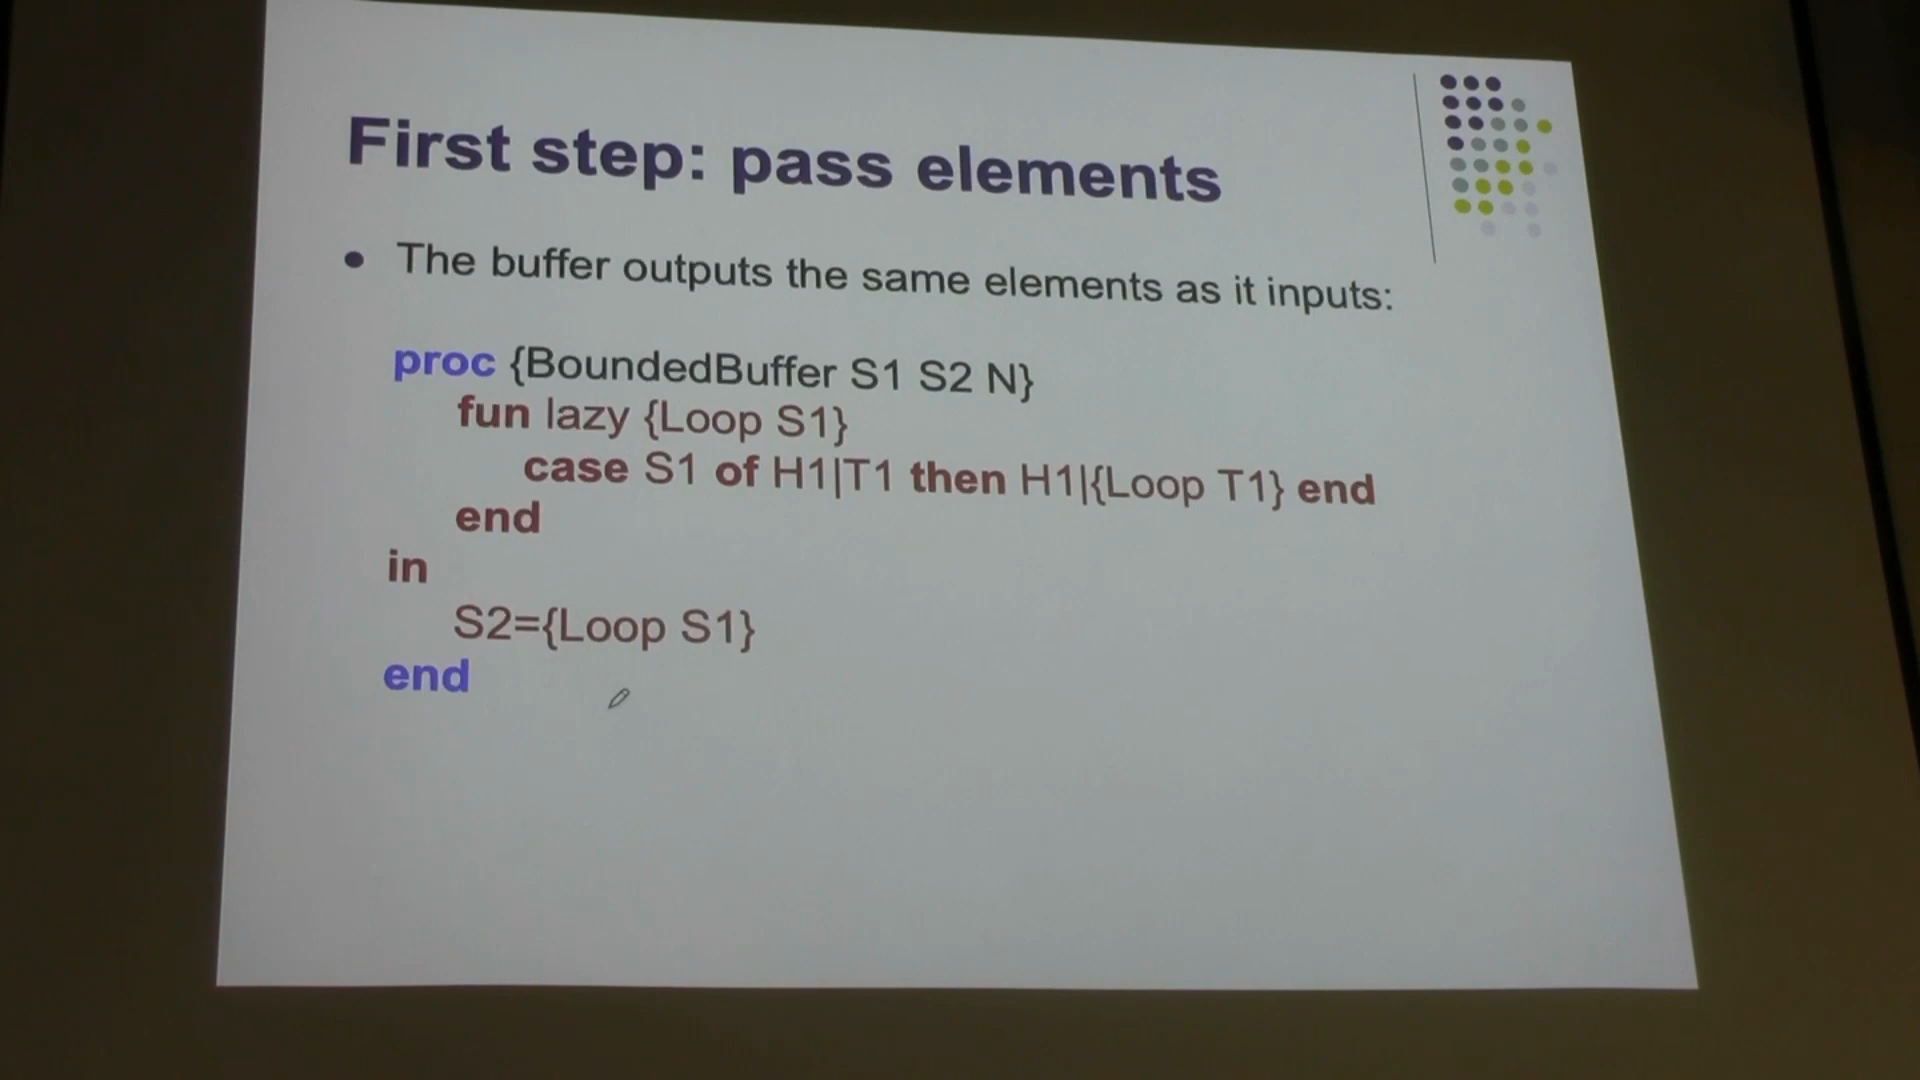 First step: pass elements
The buffer outputs the same elements as it inputs:
proc {BoundedBuffer S1 S2 N}
fun lazy {Loop S1}
case S1 of H1|T1 then H1|{Loop T1} end
end
in
S2={Loop S1}
end